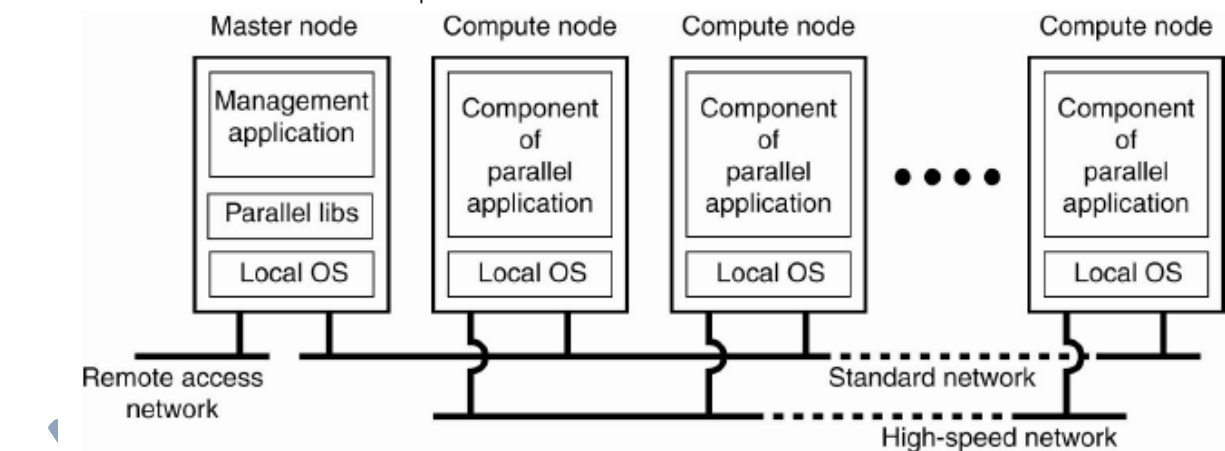 Master node
Compute node
Compute node
Compute node
Management
application
Parallel libs
Local OS
Component
of
parallel
application
Local OS
Component
of
parallel
application
Local OS
Component
of
parallel
application
Local OS
Remote access
network
Standard network
High-speed network